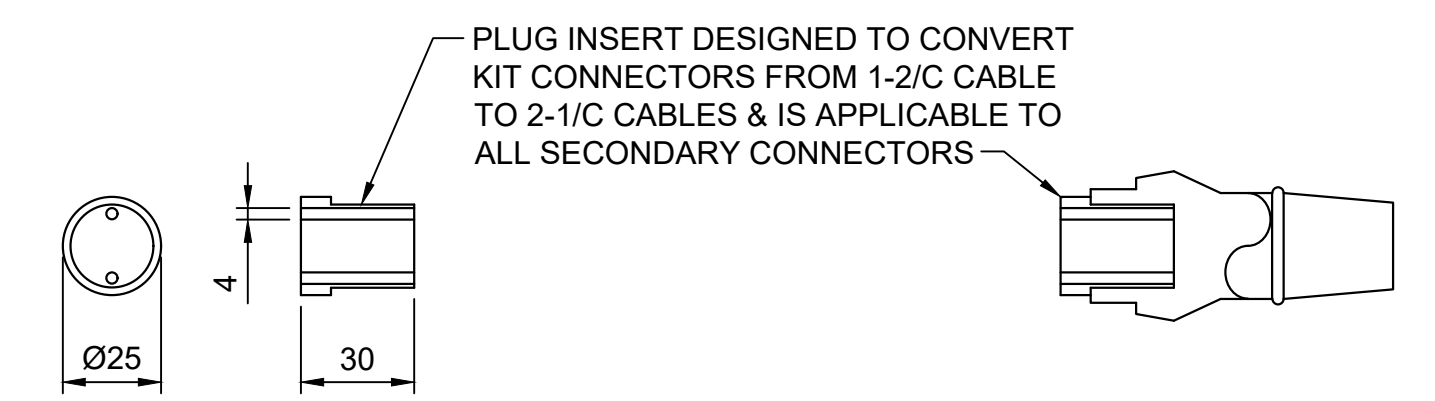 PLUG INSERT DESIGNED TO CONVERT
KIT CONNECTORS FROM 1-2/C CABLE
TO 2-1/C CABLES & IS APPLICABLE TO
ALL SECONDARY CONNECTORS
4
Ø25
30